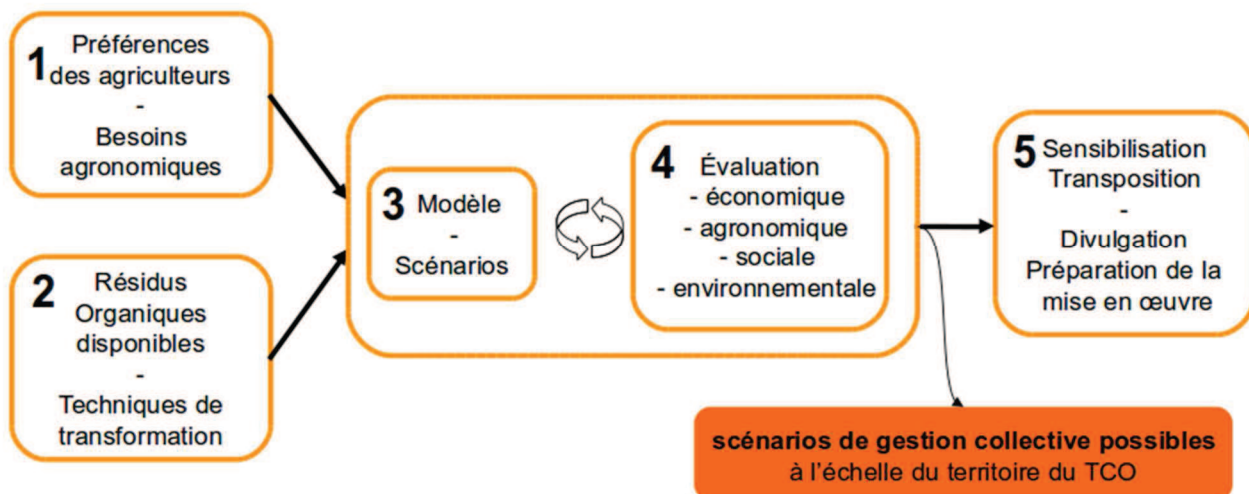 1 Préférences
des agriculteurs
-
Besoins
agronomiques
2 Résidus
Organiques
disponibles
-
Techniques de
transformation
3 Modèle
-
Scénarios
4 Évaluation
- économique
- agronomique
- sociale
- environnementale
5 Sensibilisation
Transposition
-
Divulgation
Préparation de la
mise en œuvre
scénarios de gestion collective possibles
à l'échelle du territoire du TCO